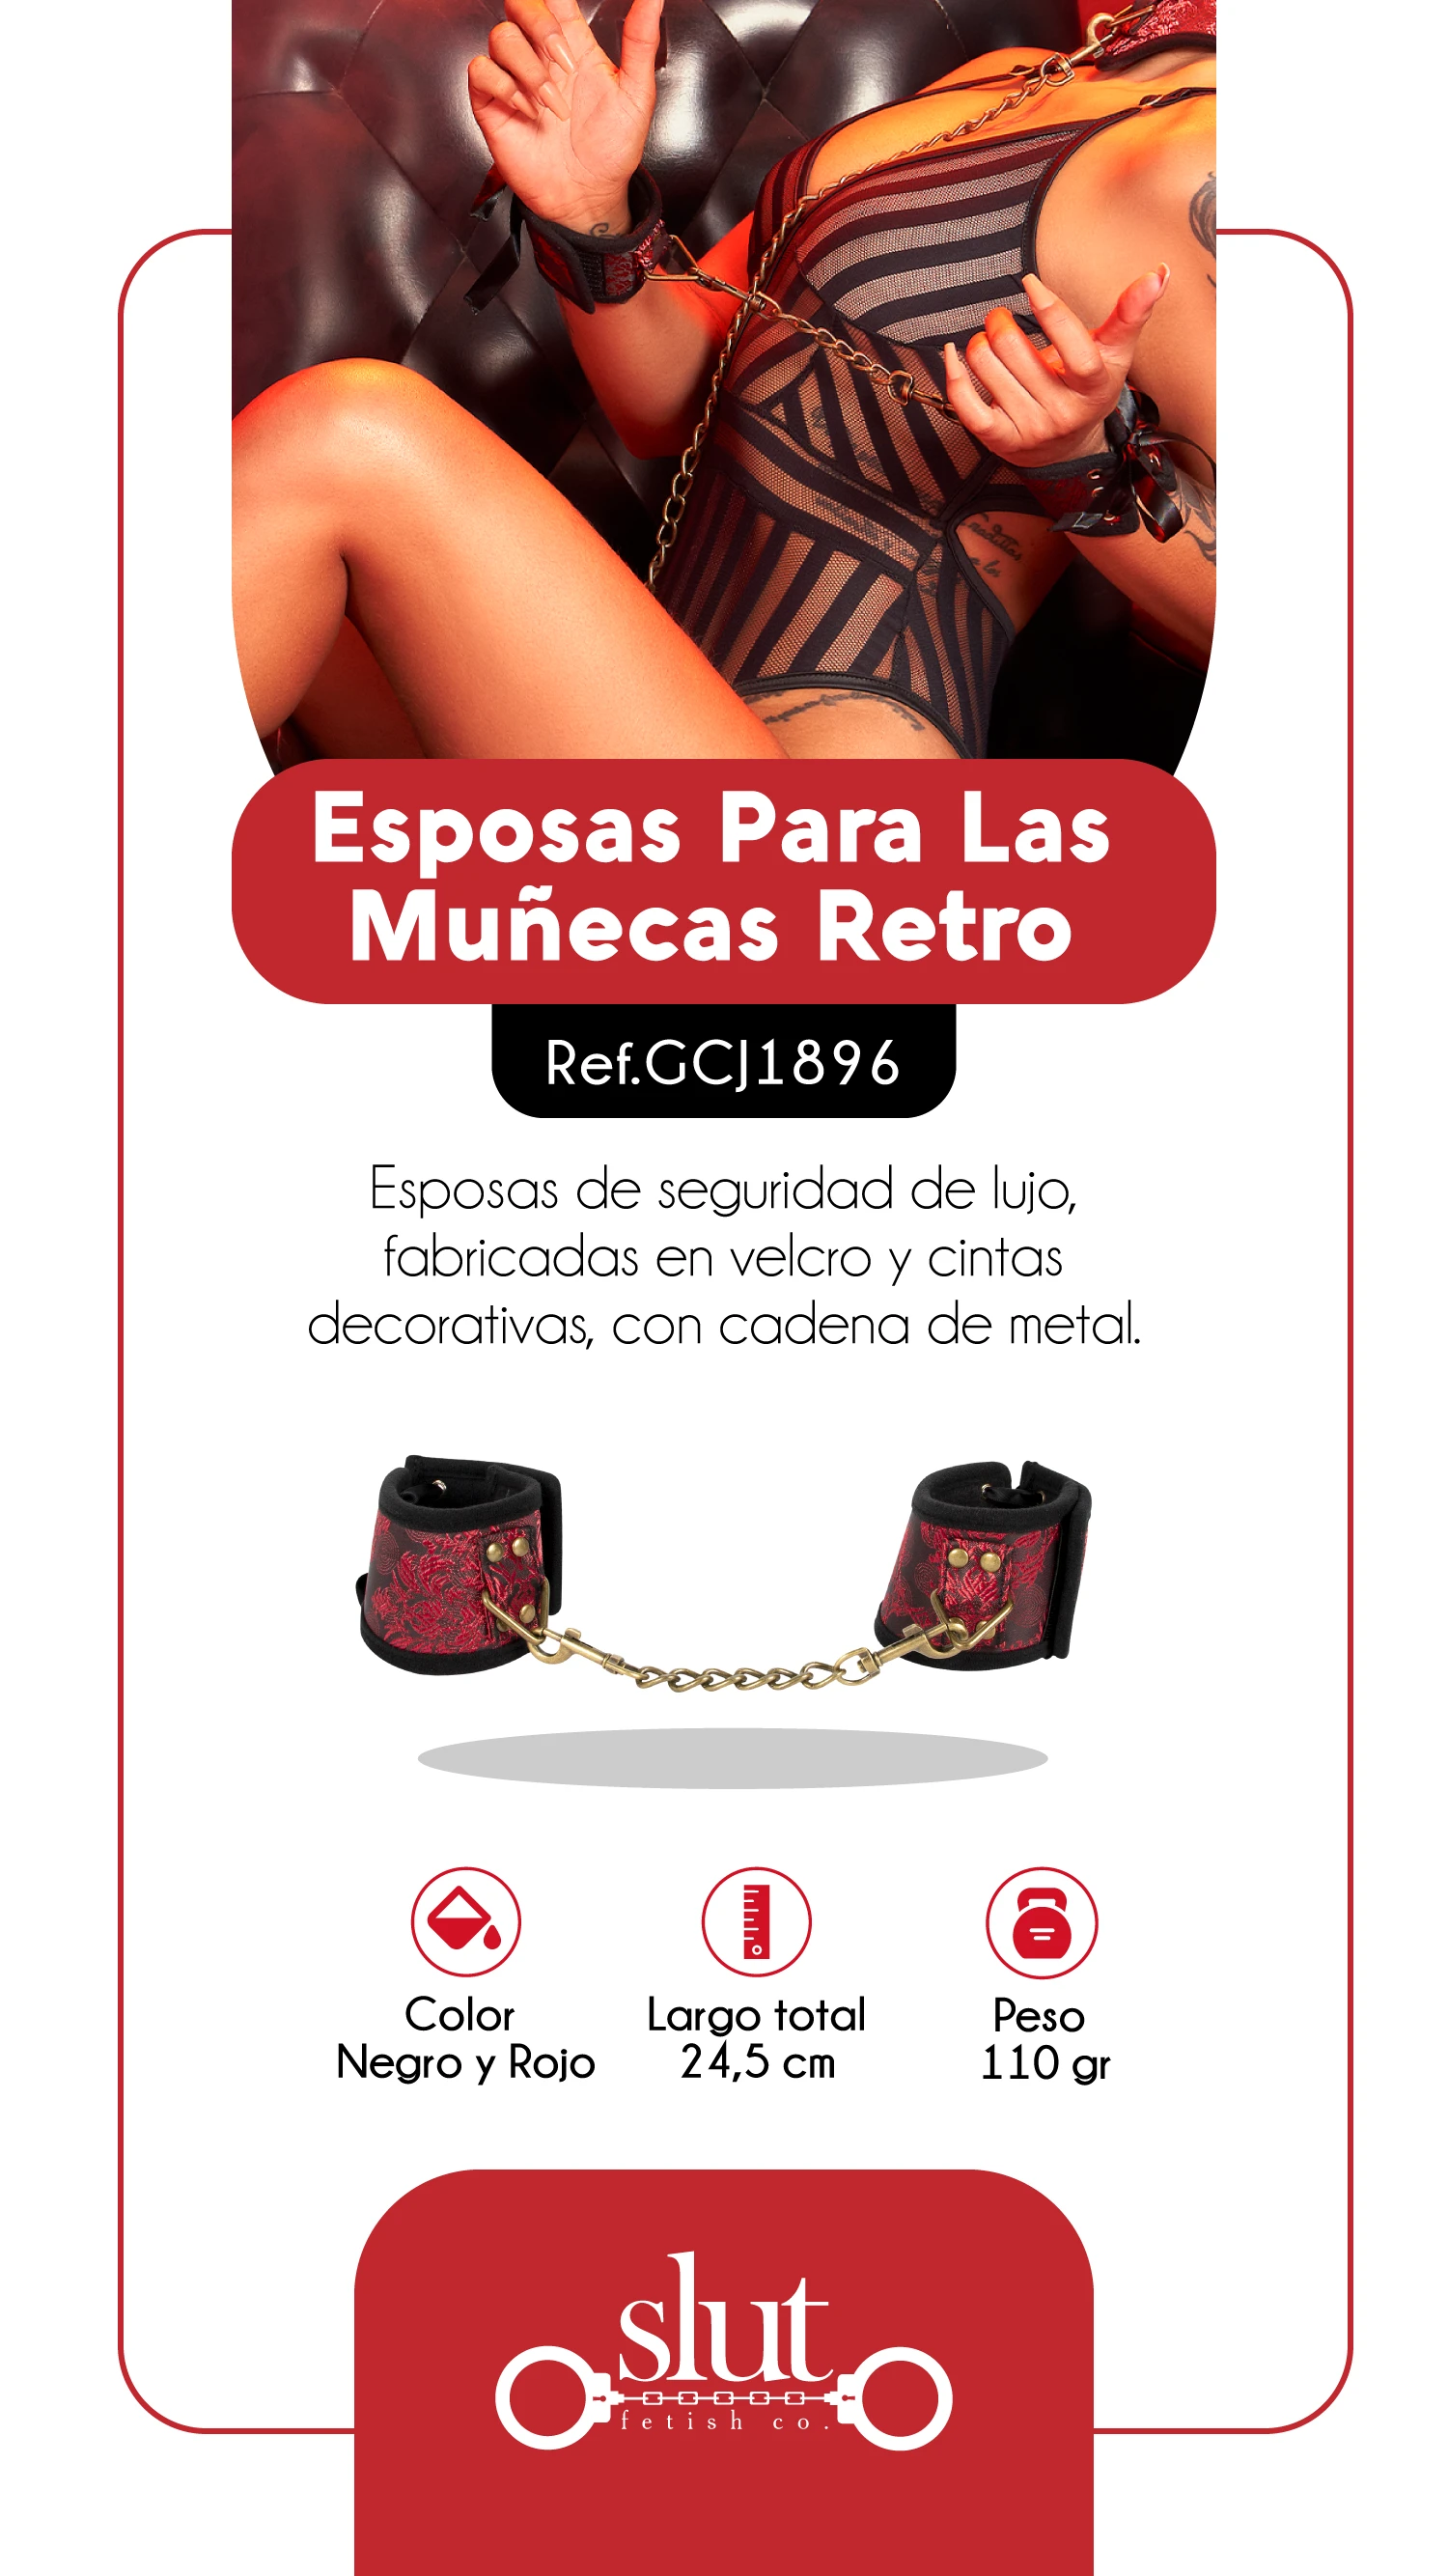 Esposas Para Las
Muñecas Retro
Ref.GCJ1896
Esposas de seguridad de lujo,
fabricadas en velcro y cintas
decorativas, con cadena de metal.
Color
Negro y Rojo
Largo total
24,5 cm
Peso
110 gr
slut
fetish co.